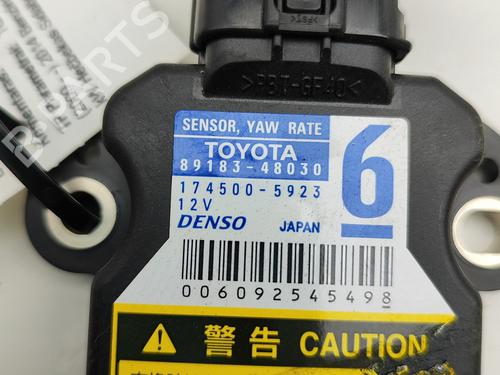 >PBT-GF40<
SENSOR, YAW RATE
TOYOTA
89183-48030
6
174500-5923
12V
DENSO JAPAN
006092545498
警告 CAUTION